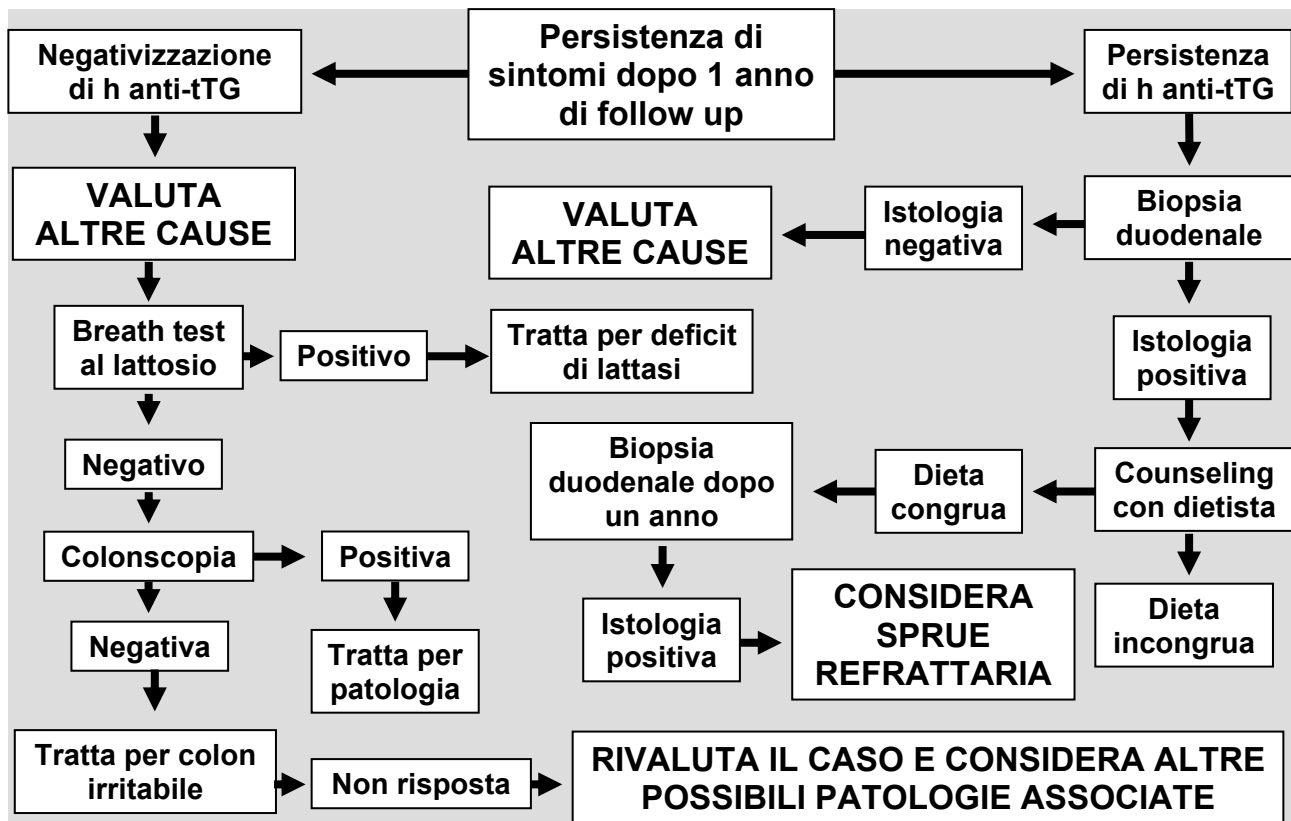 Persistenza di
sintomi dopo 1 anno
di follow up
Negativizzazione
di h anti-tTG
Persistenza
di h anti-tTG
VALUTA
ALTRE CAUSE
VALUTA
ALTRE CAUSE
Istologia
negativa
Biopsia
duodenale
Breath test
al lattosio
Positivo
Tratta per deficit
di lattasi
Istologia
positiva
Negativo
Biopsia
duodenale dopo
un anno
Dieta
congrua
Counseling
con dietista
Colonscopia
Positiva
Negativa
Tratta per
patologia
Istologia
positiva
CONSIDERA
SPRUE
REFRATTARIA
Dieta
incongrua
Tratta per colon
irritabile
Non risposta
RIVALUTA IL CASO E CONSIDERA ALTRE
POSSIBILI PATOLOGIE ASSOCIATE